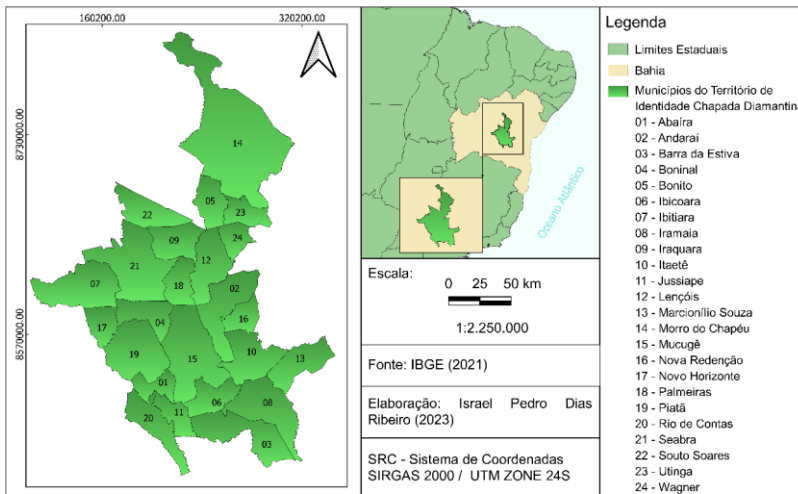 160200.00
320200.00
8730000.00
8570000.00
14
05
23
22
24
09
12
21
18
07
02
16
17
04
19
15
10
13
01
06
08
20
11
03
Oceano Atlântico
Escala:
0 25 50 km
1:2.250.000
Fonte: IBGE (2021)
Elaboração: Israel Pedro Dias
Ribeiro (2023)
SRC - Sistema de Coordenadas
SIRGAS 2000 / UTM ZONE 24S
Legenda
Limites Estaduais
Bahia
Municípios do Território de
Identidade Chapada Diamantina
01 - Abaíra
02 - Andaraí
03 - Barra da Estiva
04 - Boninal
05 - Bonito
06 - Ibicoara
07 - Ibitiara
08 - Iramaia
09 - Iraquara
10 - Itaetê
11 - Jussiape
12 - Lençóis
13 - Marcionílio Souza
14 - Morro do Chapéu
15 - Mucugê
16 - Nova Redenção
17 - Novo Horizonte
18 - Palmeiras
19 - Piatã
20 - Rio de Contas
21 - Seabra
22 - Souto Soares
23 - Utinga
24 - Wagner